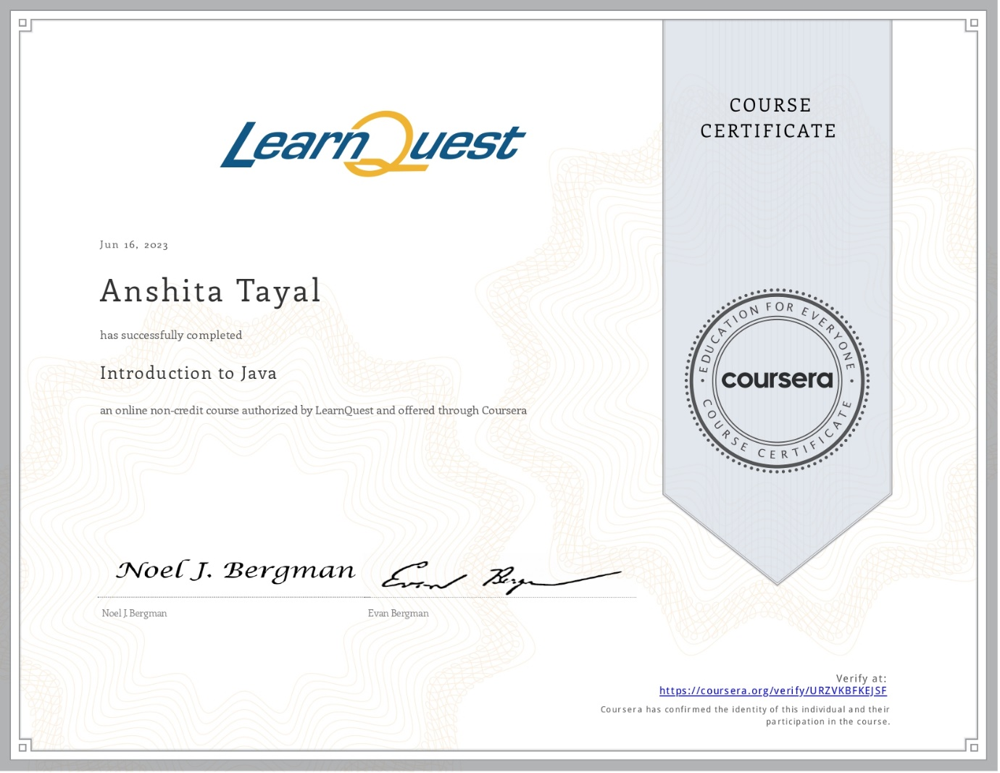 LearnQuest
COURSE
CERTIFICATE
Jun 16, 2023
Anshita Tayal
has successfully completed
Introduction to Java
an online non-credit course authorized by LearnQuest and offered through Coursera
EDUCATION FOR EVERYONE
coursera
COURSE CERTIFICATE
Noel J. Bergman
Evan Bergman
Noel J. Bergman
Evan Bergman
Verify at:
https://coursera.org/verify/URZVKBFKEJSF
Coursera has confirmed the identity of this individual and their
participation in the course.